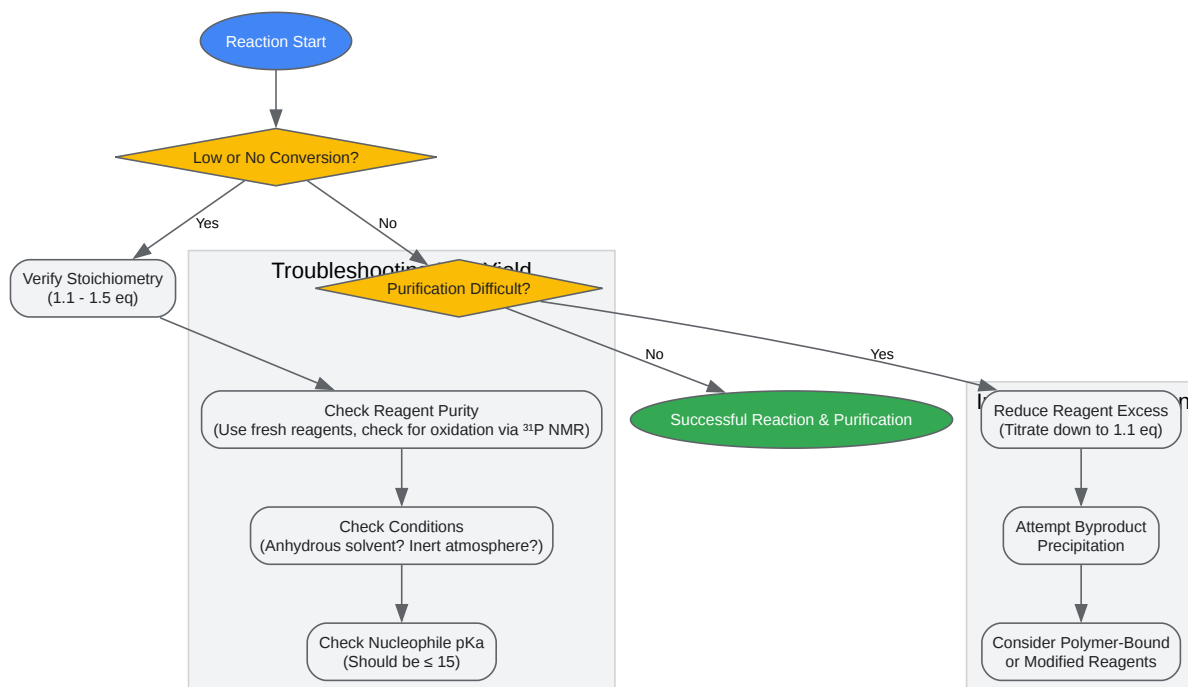 Reaction Start
Low or No Conversion?
Yes
No
Verify Stoichiometry
(1.1 - 1.5 eq)
Troubleshooting
Yield
Purification Difficult?
No
Yes
Check Reagent Purity
(Use fresh reagents, check for oxidation via ³¹P NMR)
Successful Reaction & Purification
Reduce Reagent Excess
(Titrate down to 1.1 eq)
Check Conditions
(Anhydrous solvent? Inert atmosphere?)
Attempt Byproduct
Precipitation
Check Nucleophile pKa
(Should be ≤ 15)
Consider Polymer-Bound
or Modified Reagents